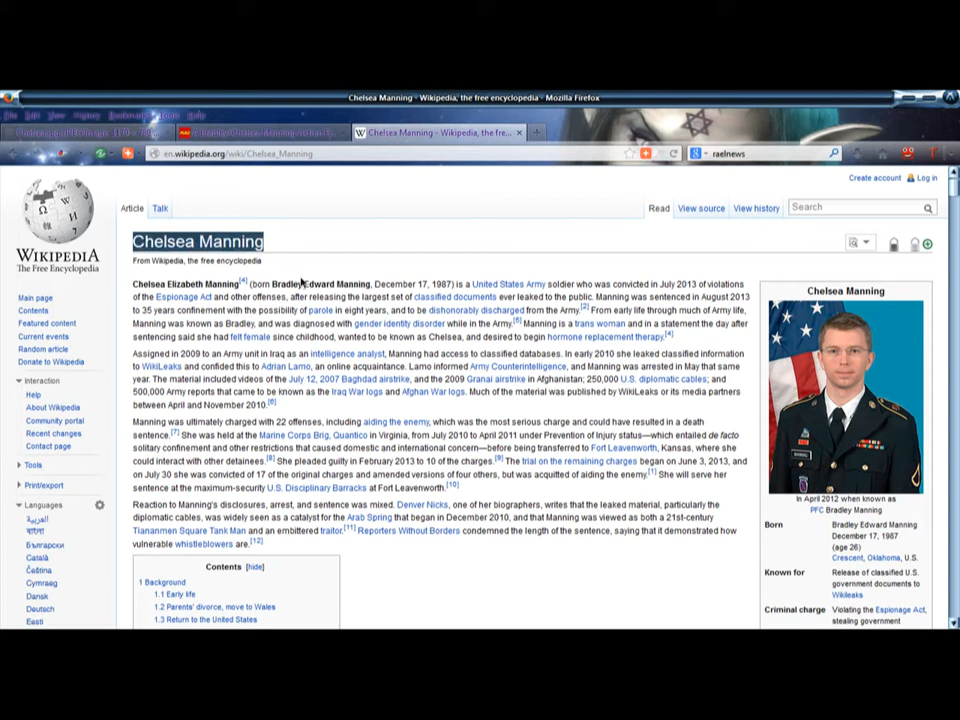 Chelsea Manning - Wikipedia, the free encyclopedia - Mozilla Firefox
File Edit View History Bookmarks Tools Help
Chelsea Manning - Wikipedia, the fre...
en.wikipedia.org/wiki/Chelsea_Manning
raelnews
Create account Log in
Article Talk
Read View source View history Search
WIKIPEDIA
The Free Encyclopedia
Main page
Contents
Featured content
Current events
Random article
Donate to Wikipedia
Interaction
Help
About Wikipedia
Community portal
Recent changes
Contact page
Tools
Print/export
Languages
العربية
বাংলা
Български
Català
Čeština
Cymraeg
Dansk
Deutsch
Eesti
Chelsea Manning
From Wikipedia, the free encyclopedia
Chelsea Elizabeth Manning[4] (born Bradley Edward Manning, December 17, 1987) is a United States Army soldier who was convicted in July 2013 of violations
of the Espionage Act and other offenses, after releasing the largest set of classified documents ever leaked to the public. Manning was sentenced in August 2013
to 35 years confinement with the possibility of parole in eight years, and to be dishonorably discharged from the Army.[2] From early life through much of Army life,
Manning was known as Bradley, and was diagnosed with gender identity disorder while in the Army.[5] Manning is a trans woman and in a statement the day after
sentencing said she had felt female since childhood, wanted to be known as Chelsea, and desired to begin hormone replacement therapy.[4]
Assigned in 2009 to an Army unit in Iraq as an intelligence analyst, Manning had access to classified databases. In early 2010 she leaked classified information
to WikiLeaks and confided this to Adrian Lamo, an online acquaintance. Lamo informed Army Counterintelligence, and Manning was arrested in May that same
year. The material included videos of the July 12, 2007 Baghdad airstrike, and the 2009 Granai airstrike in Afghanistan; 250,000 U.S. diplomatic cables; and
500,000 Army reports that came to be known as the Iraq War logs and Afghan War logs. Much of the material was published by WikiLeaks or its media partners
between April and November 2010.[6]
Manning was ultimately charged with 22 offenses, including aiding the enemy, which was the most serious charge and could have resulted in a death
sentence.[7] She was held at the Marine Corps Brig, Quantico in Virginia, from July 2010 to April 2011 under Prevention of Injury status—which entailed de facto
solitary confinement and other restrictions that caused domestic and international concern—before being transferred to Fort Leavenworth, Kansas, where she
could interact with other detainees.[8] She pleaded guilty in February 2013 to 10 of the charges.[9] The trial on the remaining charges began on June 3, 2013, and
on July 30 she was convicted of 17 of the original charges and amended versions of four others, but was acquitted of aiding the enemy.[1] She will serve her
sentence at the maximum-security U.S. Disciplinary Barracks at Fort Leavenworth.[10]
Reaction to Manning's disclosures, arrest, and sentence was mixed. Denver Nicks, one of her biographers, writes that the leaked material, particularly the
diplomatic cables, was widely seen as a catalyst for the Arab Spring that began in December 2010, and that Manning was viewed as both a 21st-century
Tiananmen Square Tank Man and an embittered traitor.[11] Reporters Without Borders condemned the length of the sentence, saying that it demonstrated how
vulnerable whistleblowers are.[12]
Contents [hide]
1 Background
1.1 Early life
1.2 Parents' divorce, move to Wales
1.3 Return to the United States
Chelsea Manning
In April 2012 when known as
PFC Bradley Manning
Born Bradley Edward Manning
December 17, 1987
(age 26)
Crescent, Oklahoma, U.S.
Known for Release of classified U.S.
government documents to
Wikileaks
Criminal charge Violating the Espionage Act,
stealing government